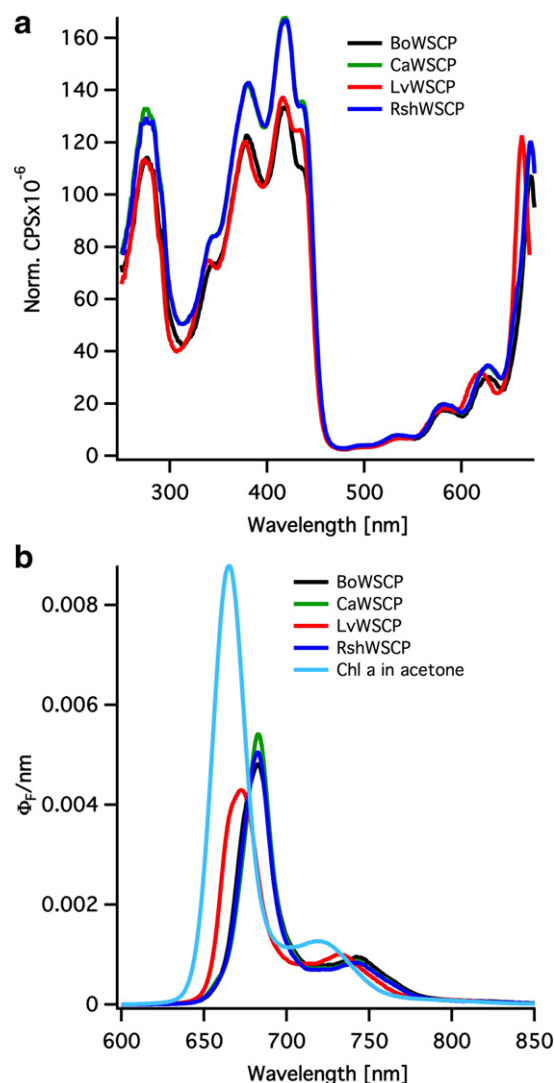 a
160
140
120
100
80
60
40
20
0
Norm. CPSx10⁻⁶
BoWSCP
CaWSCP
LvWSCP
RshWSCP
300 400 500 600
Wavelength [nm]
b
0.008
0.006
0.004
0.002
0
ΦF/nm
BoWSCP
CaWSCP
LvWSCP
RshWSCP
Chl a in acetone
600 650 700 750 800 850
Wavelength [nm]